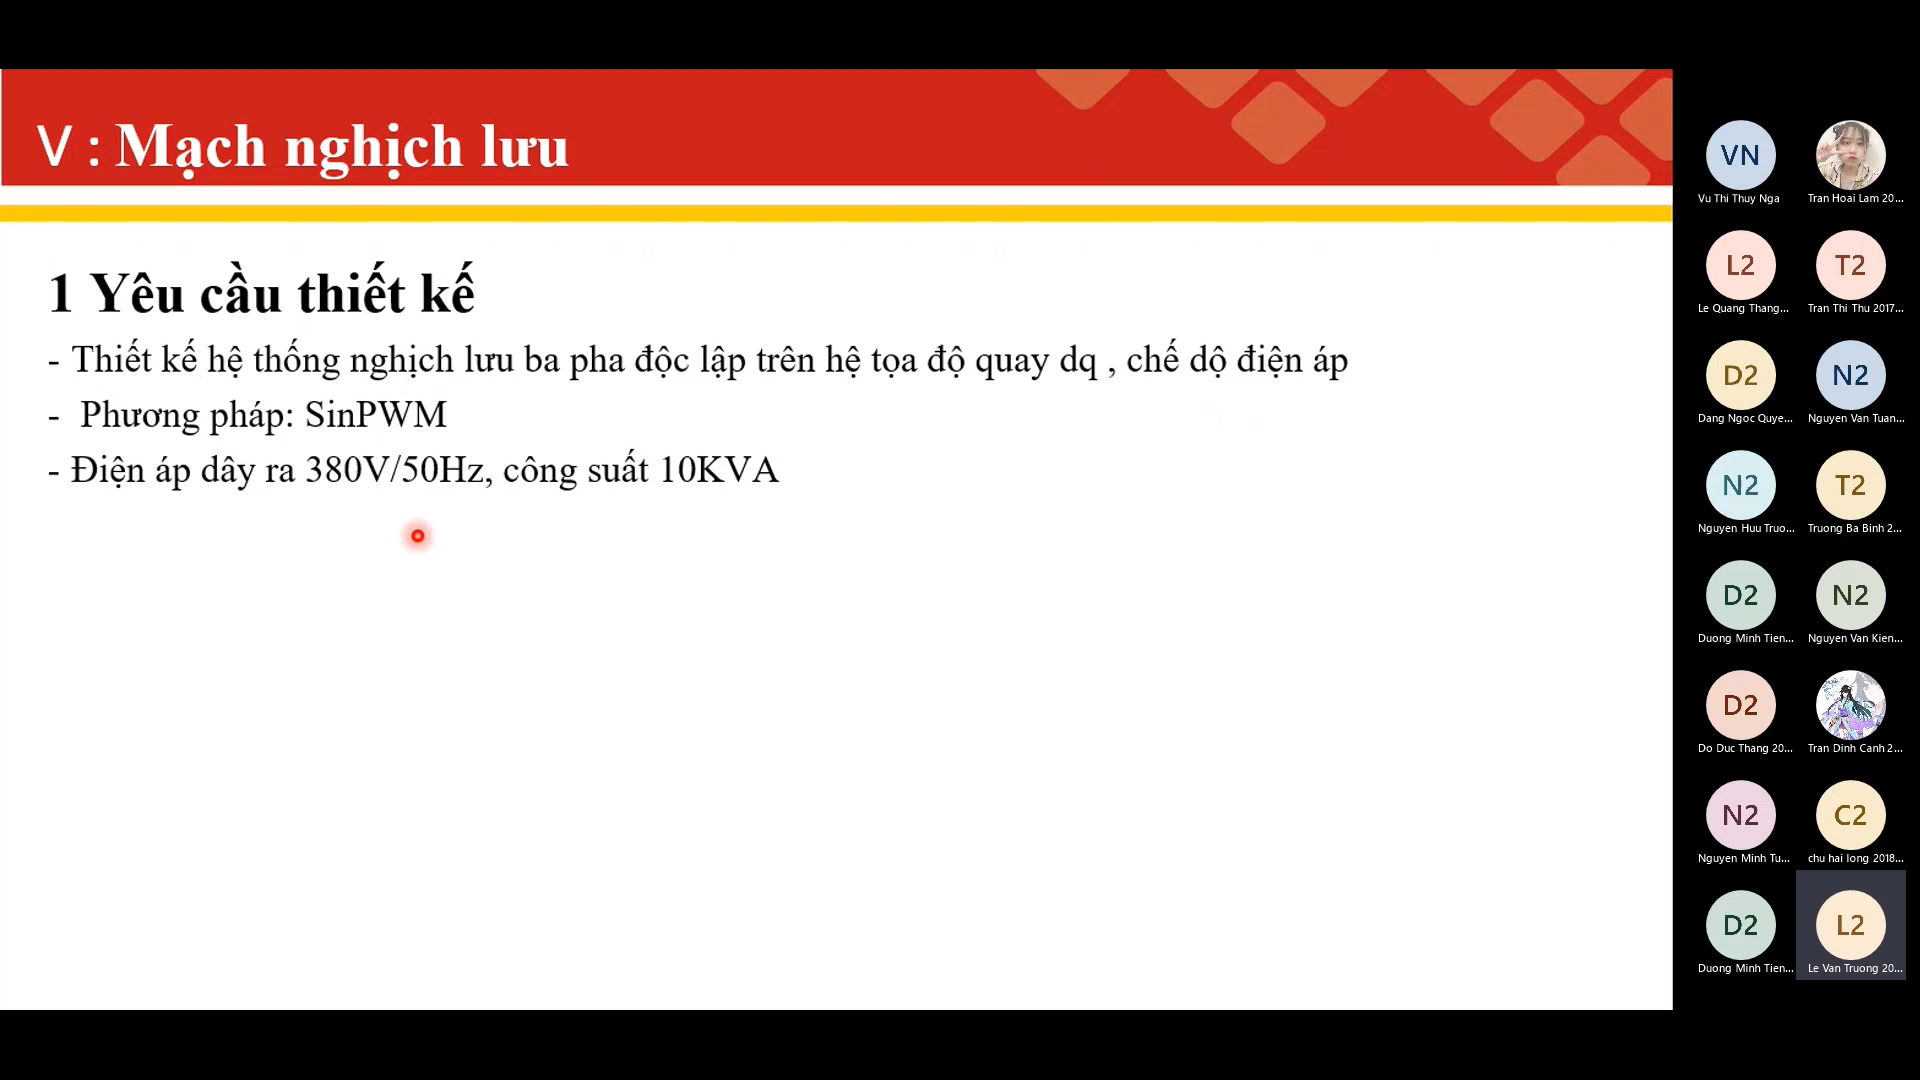 V : Mạch nghịch lưu
1 Yêu cầu thiết kế
- Thiết kế hệ thống nghịch lưu ba pha độc lập trên hệ tọa độ quay dq , chế dộ điện áp
- Phương pháp: SinPWM
- Điện áp dây ra 380V/50Hz, công suất 10KVA
VN
Vu Thi Thuy Nga
Tran Hoai Lam 20...
L2
T2
Le Quang Thang...
Tran Thi Thu 2017...
D2
N2
Dang Ngoc Quye...
Nguyen Van Tuan...
N2
T2
Nguyen Huu Truo...
Truong Ba Binh 2...
D2
N2
Duong Minh Tien...
Nguyen Van Kien...
D2
Do Duc Thang 20...
Tran Dinh Canh 2...
N2
C2
Nguyen Minh Tu...
chu hai long 2018...
D2
L2
Duong Minh Tien...
Le Van Truong 20...